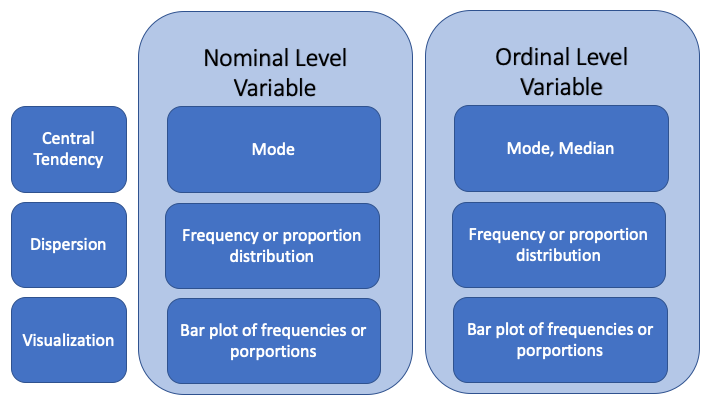 Nominal Level
Variable
Ordinal Level
Variable
Central
Tendency
Mode
Mode, Median
Dispersion
Frequency or proportion
distribution
Frequency or proportion
distribution
Visualization
Bar plot of frequencies or
porportions
Bar plot of frequencies or
porportions